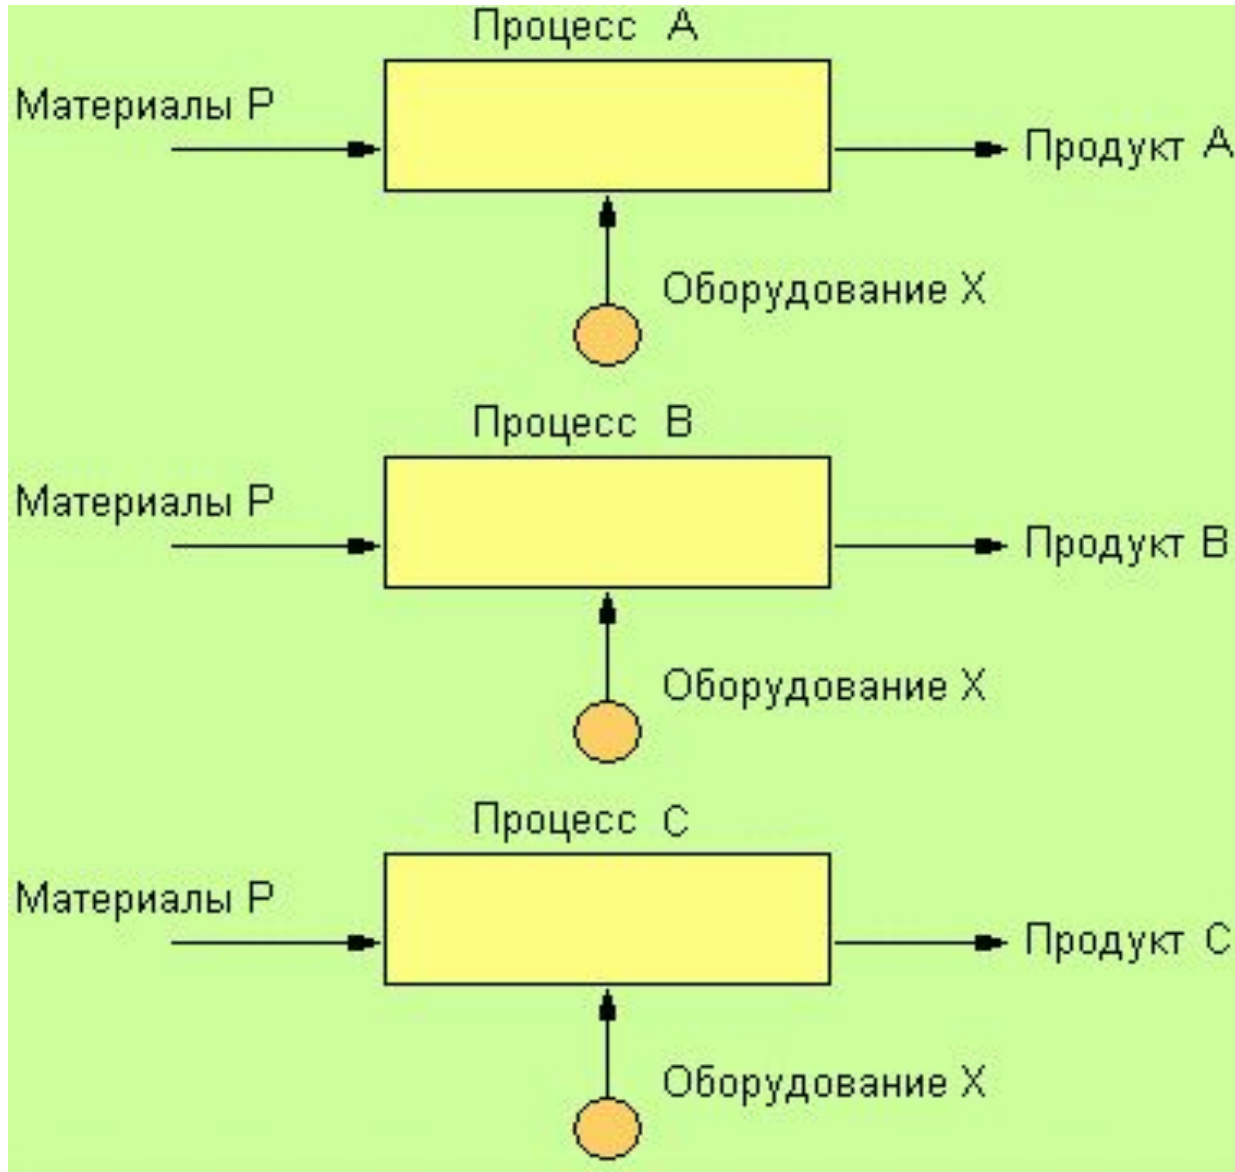 Процесс А
Материалы Р
Продукт А
Оборудование Х
Процесс В
Материалы Р
Продукт В
Оборудование Х
Процесс С
Материалы Р
Продукт С
Оборудование Х